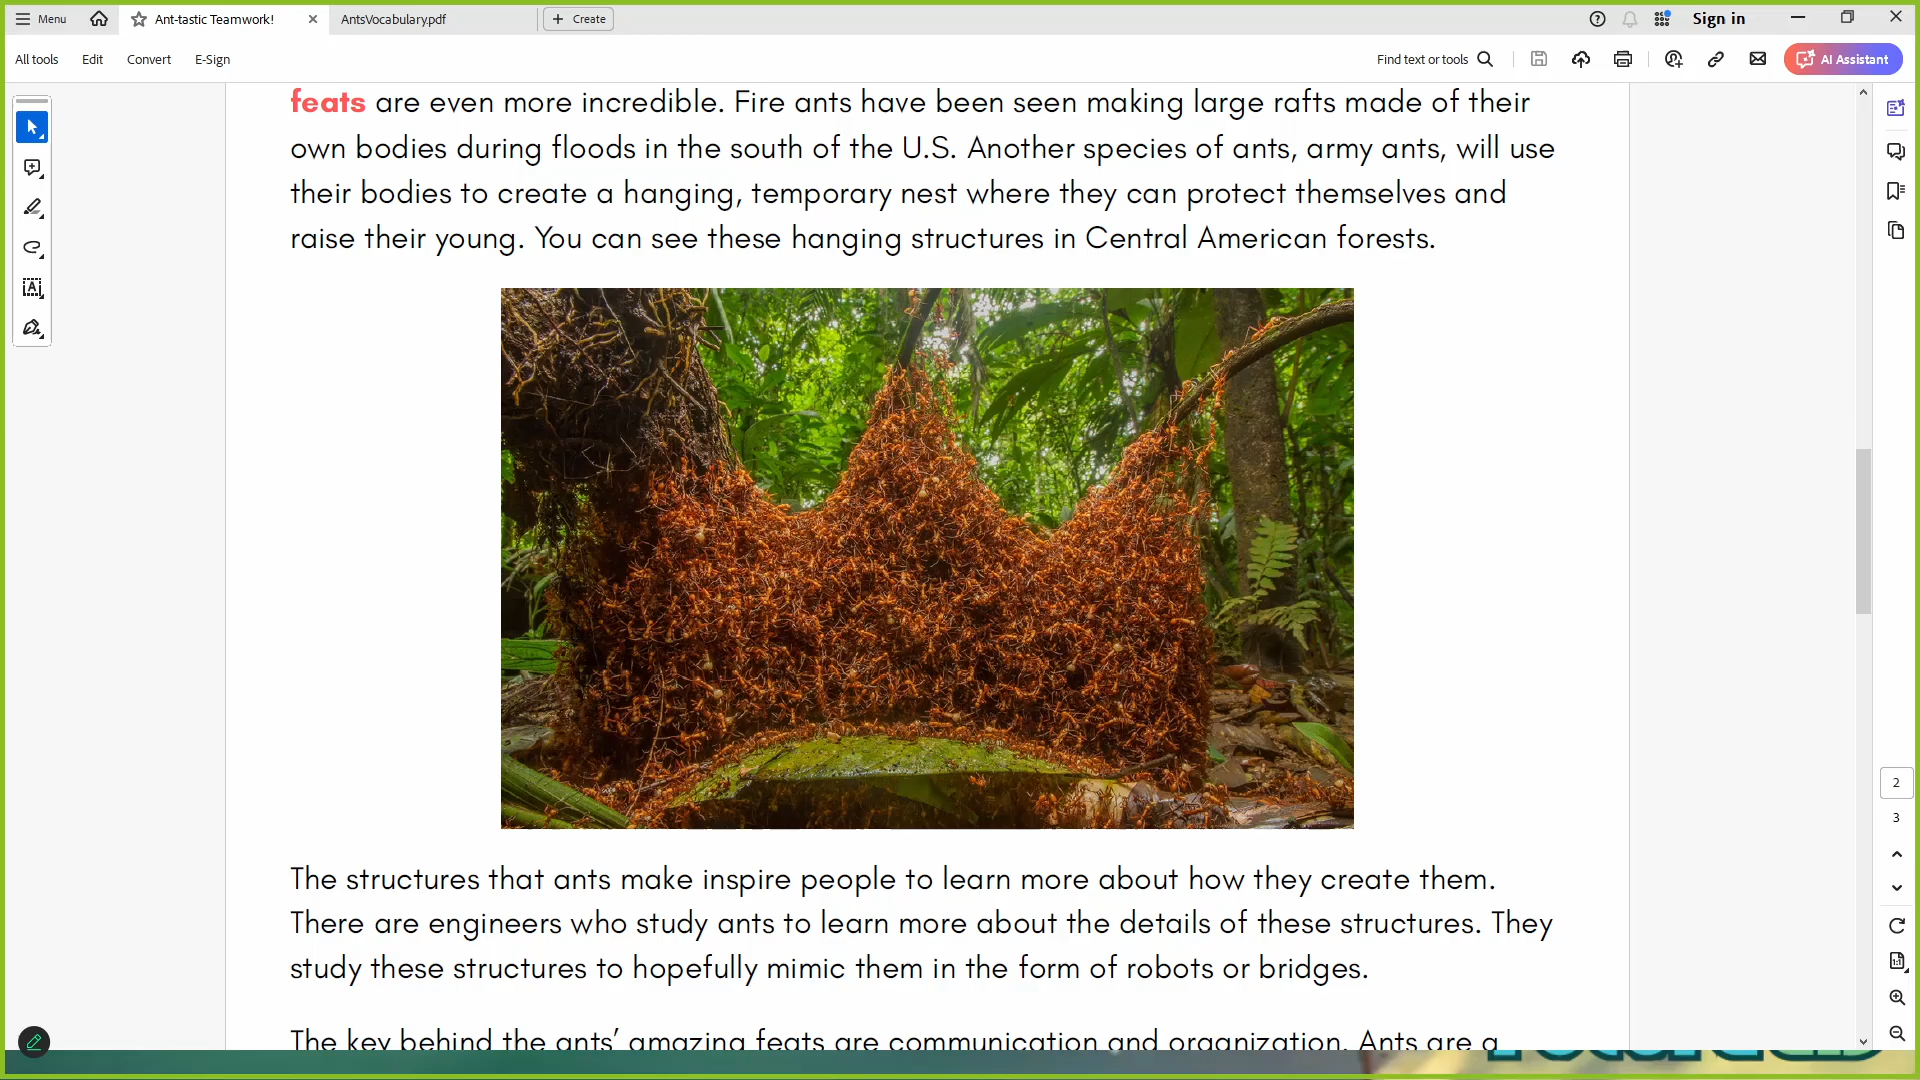 Menu
Ant-tastic Teamwork!
AntsVocabulary.pdf
Create
Sign in
All tools
Edit
Convert
E-Sign
Find text or tools
AI Assistant
feats are even more incredible. Fire ants have been seen making large rafts made of their
own bodies during floods in the south of the U.S. Another species of ants, army ants, will use
their bodies to create a hanging, temporary nest where they can protect themselves and
raise their young. You can see these hanging structures in Central American forests.
The structures that ants make inspire people to learn more about how they create them.
There are engineers who study ants to learn more about the details of these structures. They
study these structures to hopefully mimic them in the form of robots or bridges.
The key behind the ants’ amazing feats are communication and organization. Ants are a
2
3